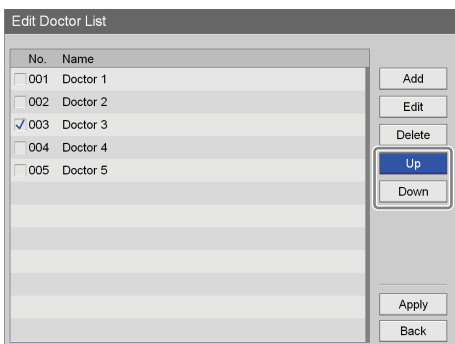 Edit Doctor List
No. Name
001 Doctor 1
002 Doctor 2
003 Doctor 3
004 Doctor 4
005 Doctor 5
Add
Edit
Delete
Up
Down
Apply
Back